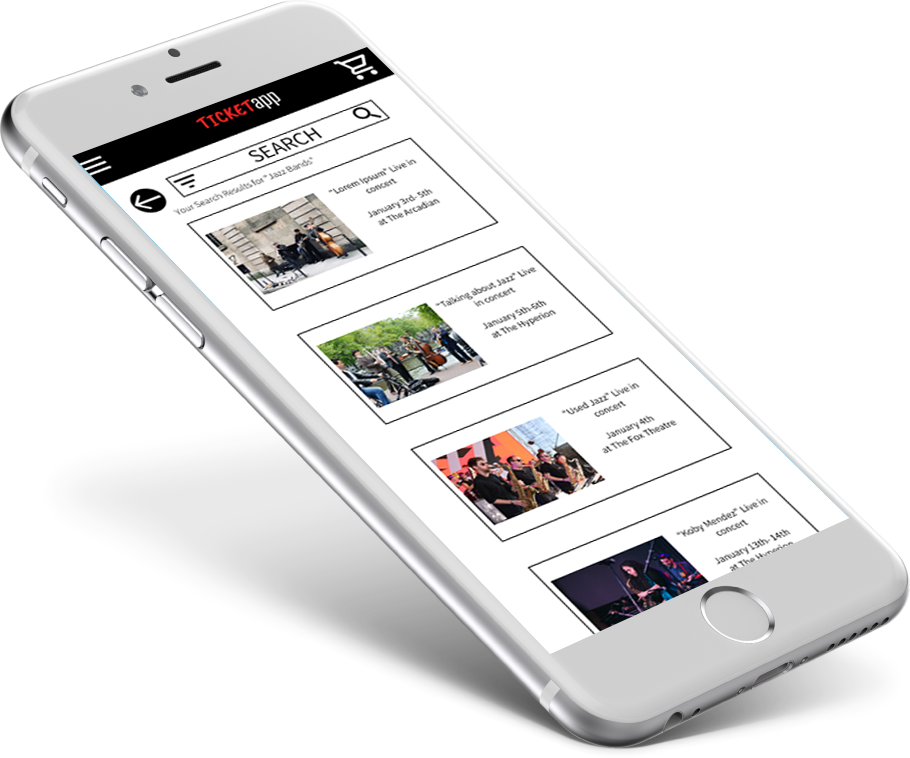 TICKETapp
SEARCH
Your Search Results for "Jazz Bands"
"Lorem Ipsum" Live in
concert
January 3rd- 5th
at The Arcadian
"Talking about Jazz" Live
in concert
January 5th-6th
at The Hyperion
"Used Jazz" Live in
concert
January 4th
at The Fox Theatre
"Koby Mendez" Live in
concert
January 13th- 14th
at The Hyperion